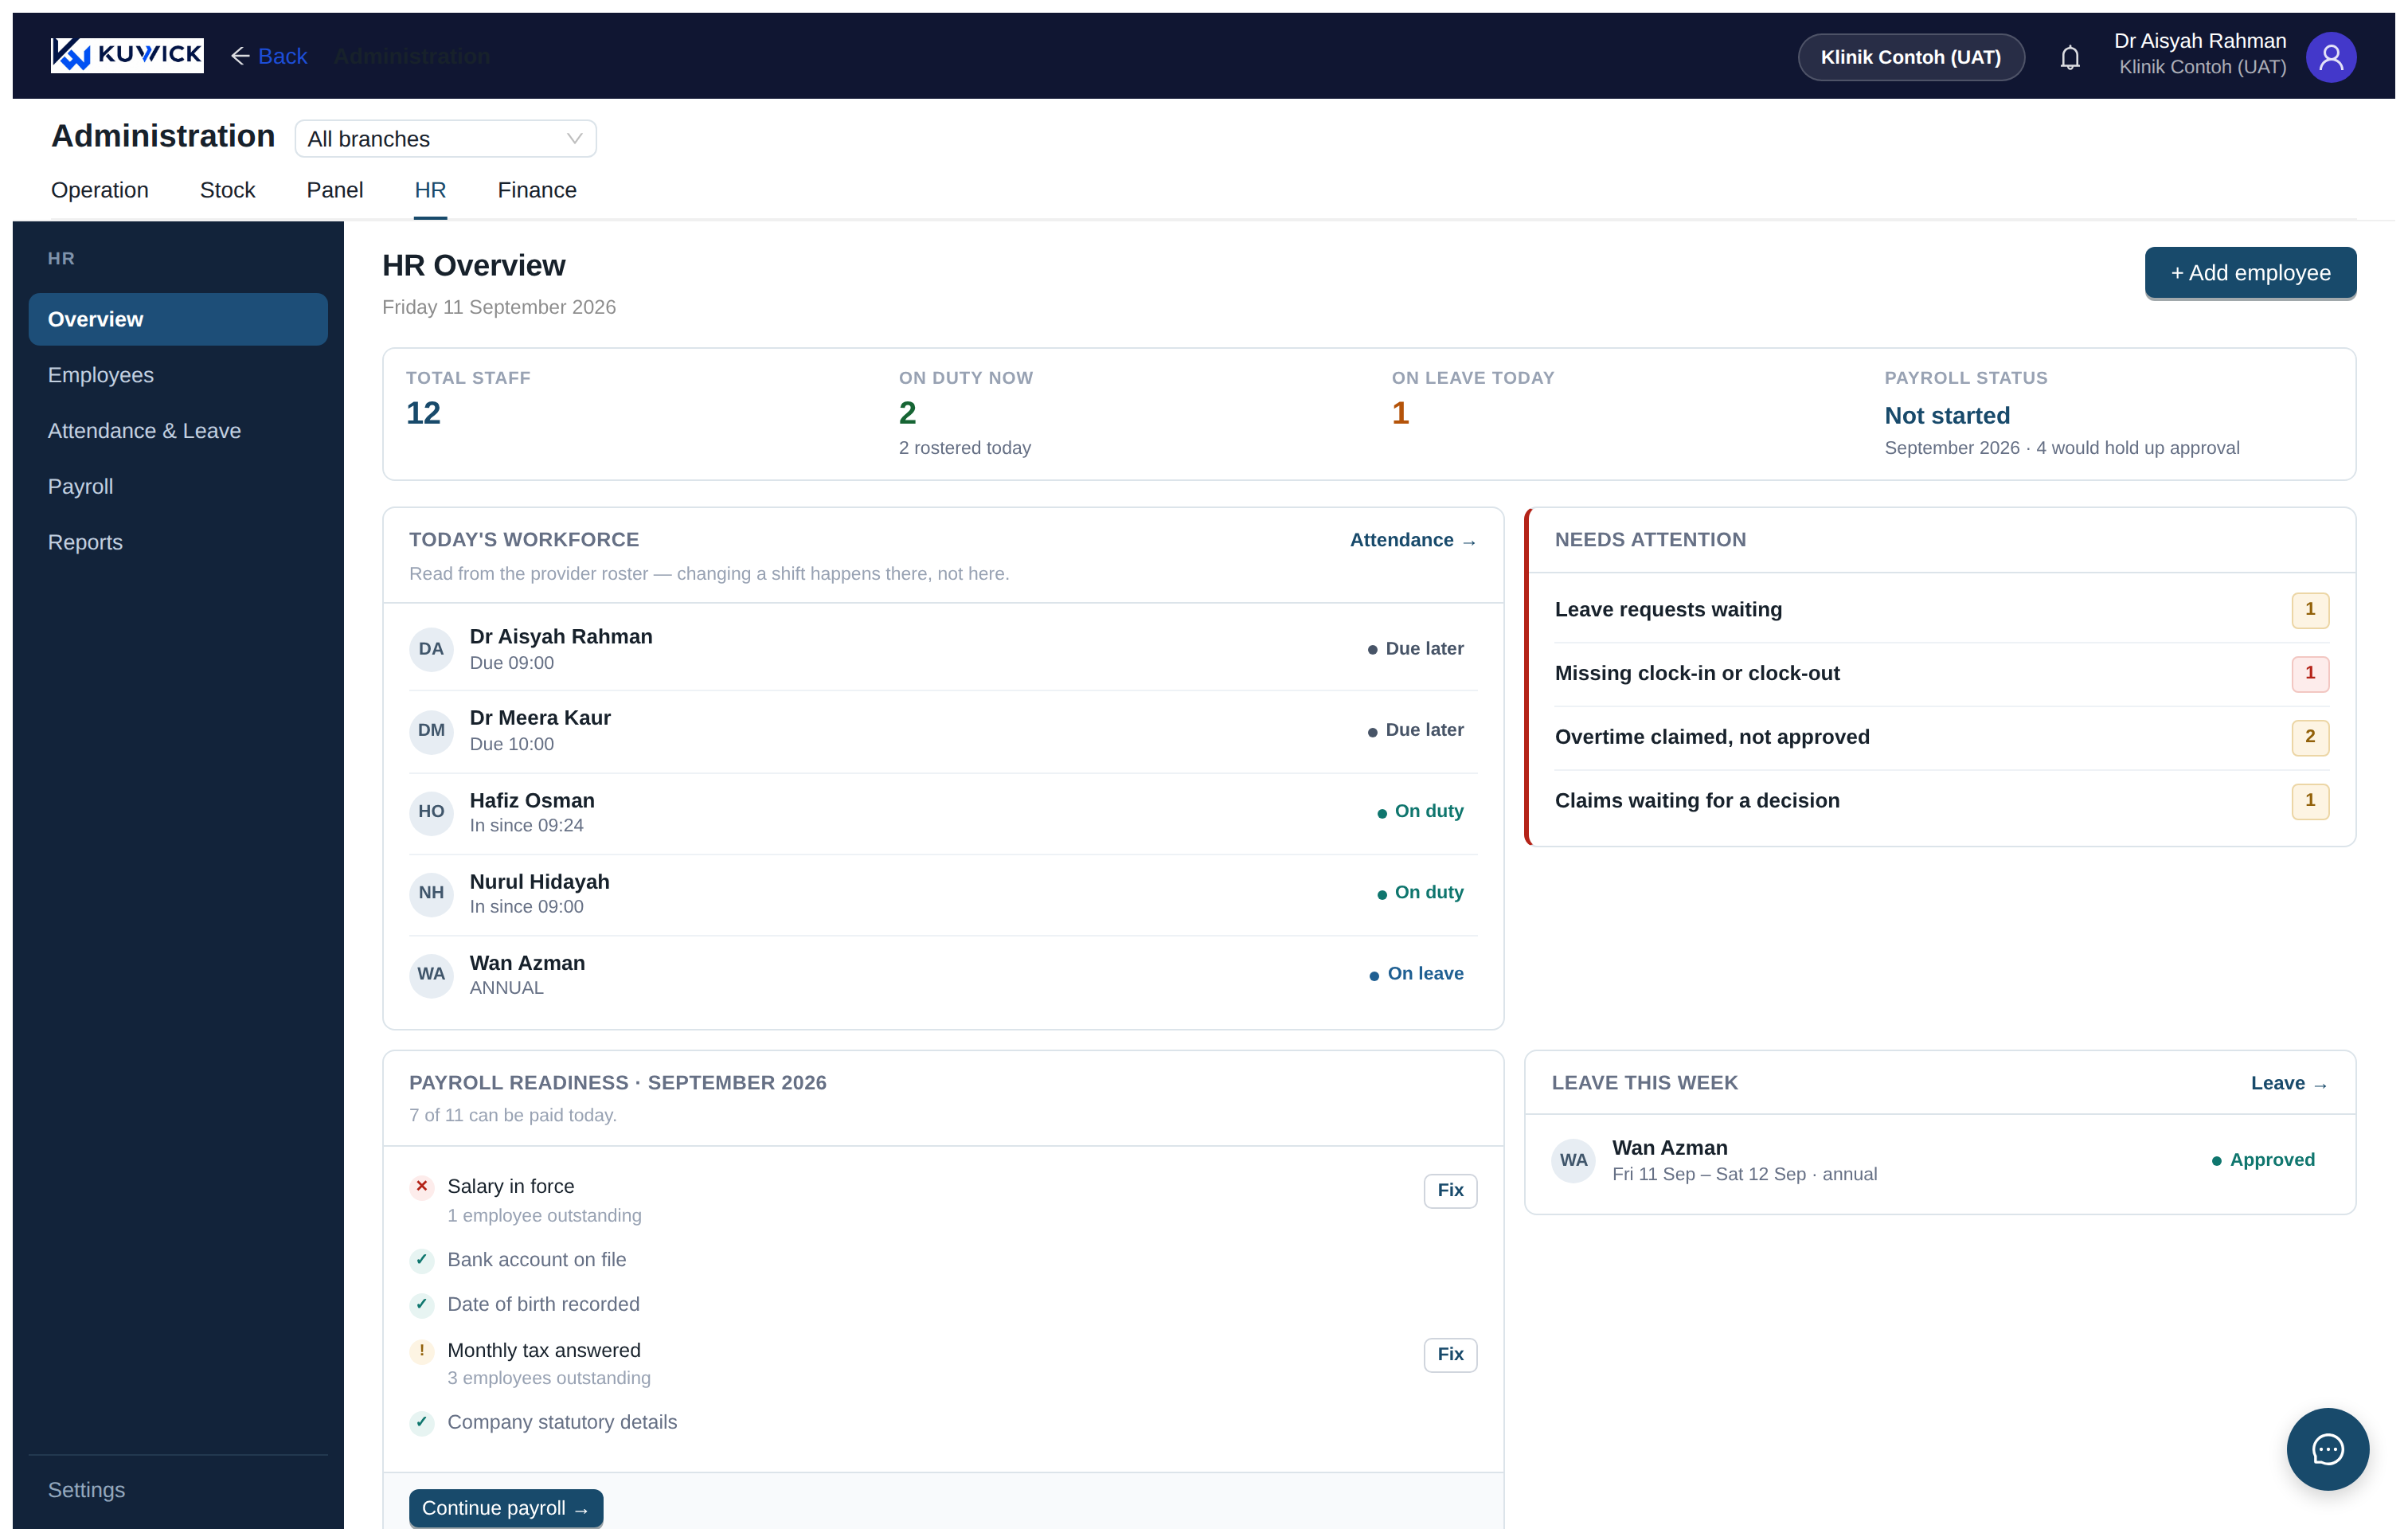 KUWICK
Back
Administration
Klinik Contoh (UAT)
Dr Aisyah Rahman
Klinik Contoh (UAT)
Administration
All branches
Operation
Stock
Panel
HR
Finance
HR
Overview
Employees
Attendance & Leave
Payroll
Reports
Settings
HR Overview
Friday 11 September 2026
+ Add employee
TOTAL STAFF
12
ON DUTY NOW
2
2 rostered today
ON LEAVE TODAY
1
PAYROLL STATUS
Not started
September 2026 · 4 would hold up approval
TODAY'S WORKFORCE
Attendance →
Read from the provider roster — changing a shift happens there, not here.
DA
Dr Aisyah Rahman
Due 09:00
Due later
DM
Dr Meera Kaur
Due 10:00
Due later
HO
Hafiz Osman
In since 09:24
On duty
NH
Nurul Hidayah
In since 09:00
On duty
WA
Wan Azman
ANNUAL
On leave
NEEDS ATTENTION
Leave requests waiting
1
Missing clock-in or clock-out
1
Overtime claimed, not approved
2
Claims waiting for a decision
1
PAYROLL READINESS · SEPTEMBER 2026
7 of 11 can be paid today.
✕ Salary in force
1 employee outstanding
Fix
✓ Bank account on file
✓ Date of birth recorded
! Monthly tax answered
3 employees outstanding
Fix
✓ Company statutory details
Continue payroll →
LEAVE THIS WEEK
Leave →
WA
Wan Azman
Fri 11 Sep – Sat 12 Sep · annual
Approved